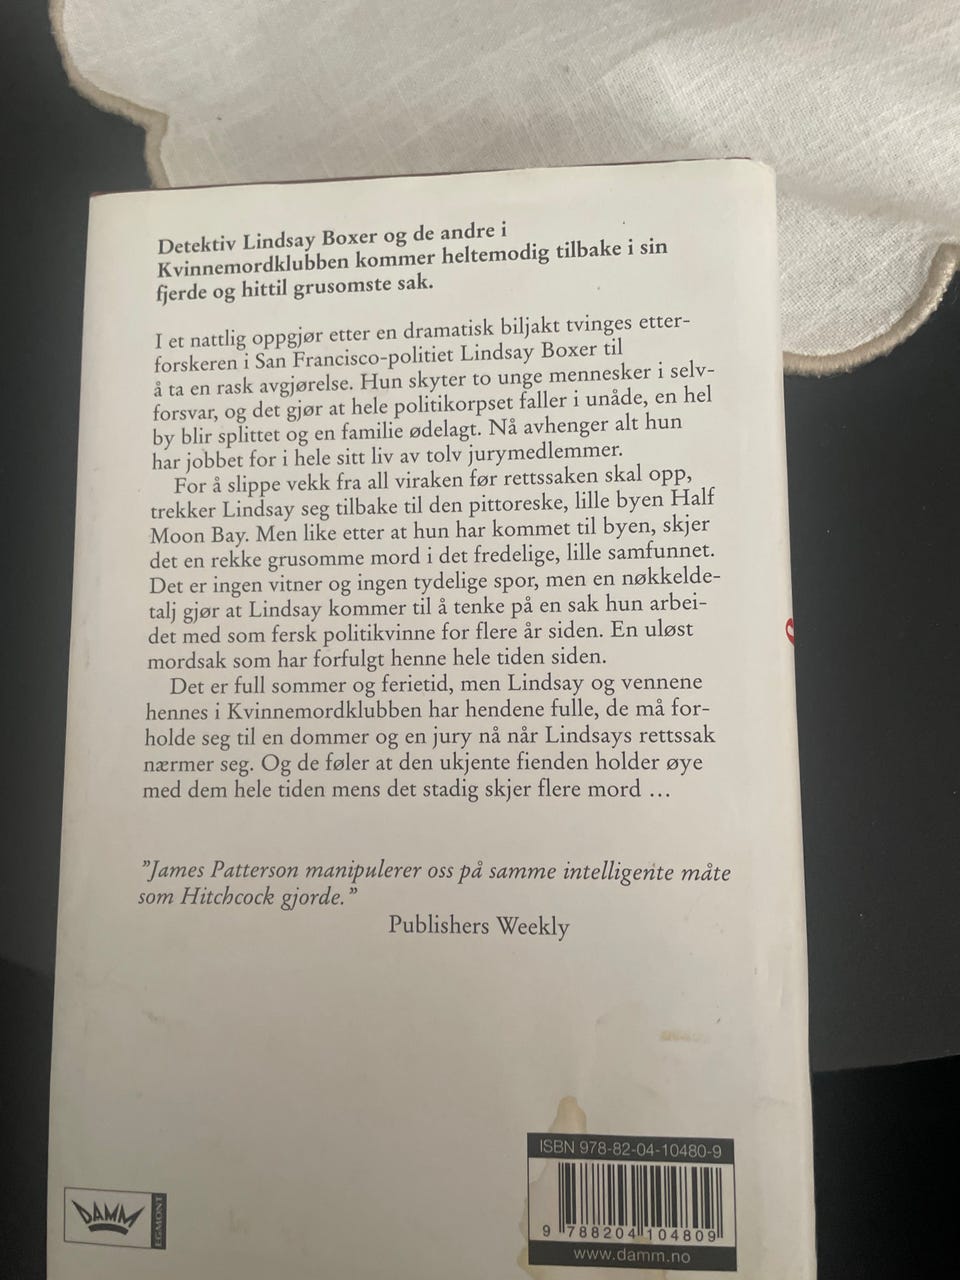 Detektiv Lindsay Boxer og de andre i
Kvinnemordklubben kommer heltemodig tilbake i sin
fjerde og hittil grusomste sak.
I et nattlig oppgjør etter en dramatisk biljakt tvinges etter-
forskeren i San Francisco-politiet Lindsay Boxer til
å ta en rask avgjørelse. Hun skyter to unge mennesker i selv-
forsvar, og det gjør at hele politikorpset faller i unåde, en hel
by blir splittet og en familie ødelagt. Nå avhenger alt hun
har jobbet for i hele sitt liv av tolv jurymedlemmer.
For å slippe vekk fra all viraken før rettssaken skal opp,
trekker Lindsay seg tilbake til den pittoreske, lille byen Half
Moon Bay. Men like etter at hun har kommet til byen, skjer
det en rekke grusomme mord i det fredelige, lille samfunnet.
Det er ingen vitner og ingen tydelige spor, men en nøkkelde-
talj gjør at Lindsay kommer til å tenke på en sak hun arbei-
det med som fersk politikvinne for flere år siden. En uløst
mordsak som har forfulgt henne hele tiden siden.
Det er full sommer og ferietid, men Lindsay og vennene
hennes i Kvinnemordklubben har hendene fulle, de må for-
holde seg til en dommer og en jury nå når Lindsays rettssak
nærmer seg. Og de føler at den ukjente fienden holder øye
med dem hele tiden mens det stadig skjer flere mord …
”James Patterson manipulerer oss på samme intelligente måte
som Hitchcock gjorde.”
Publishers Weekly
ISBN 978-82-04-10480-9
9 788204 104809
www.damm.no
DAMM
EGMONT